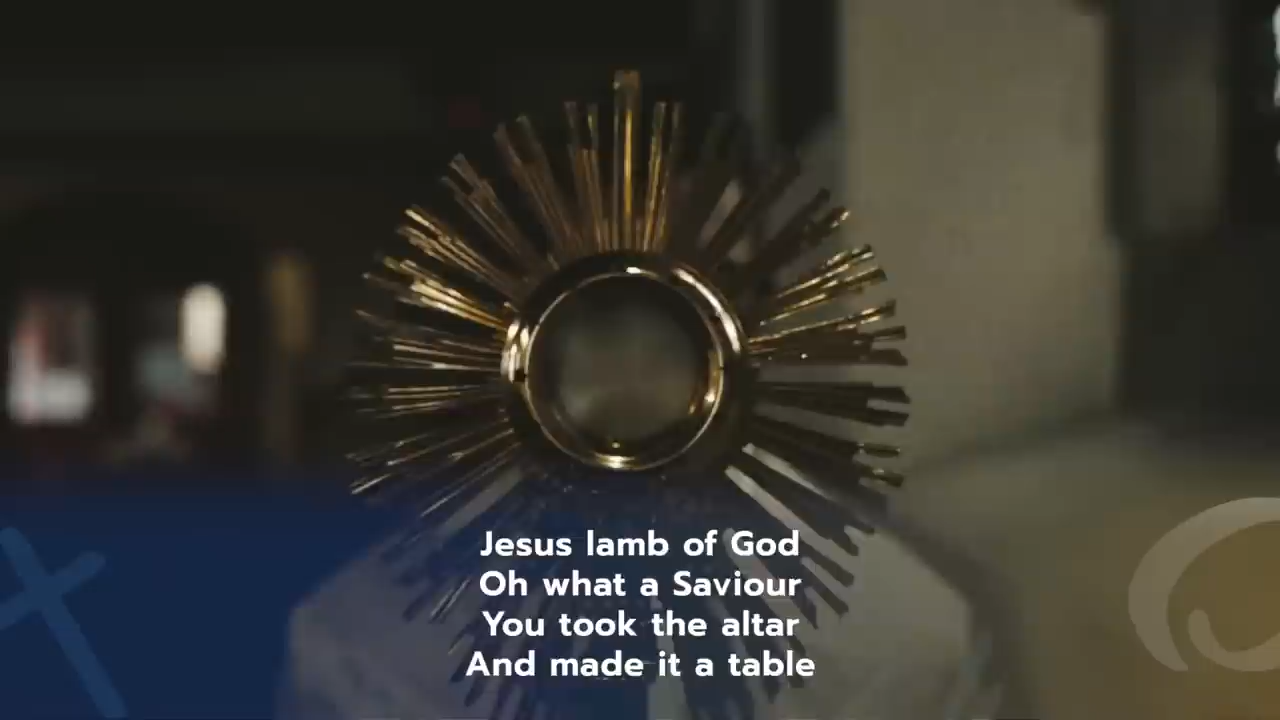 Jesus lamb of God
Oh what a Saviour
You took the altar
And made it a table